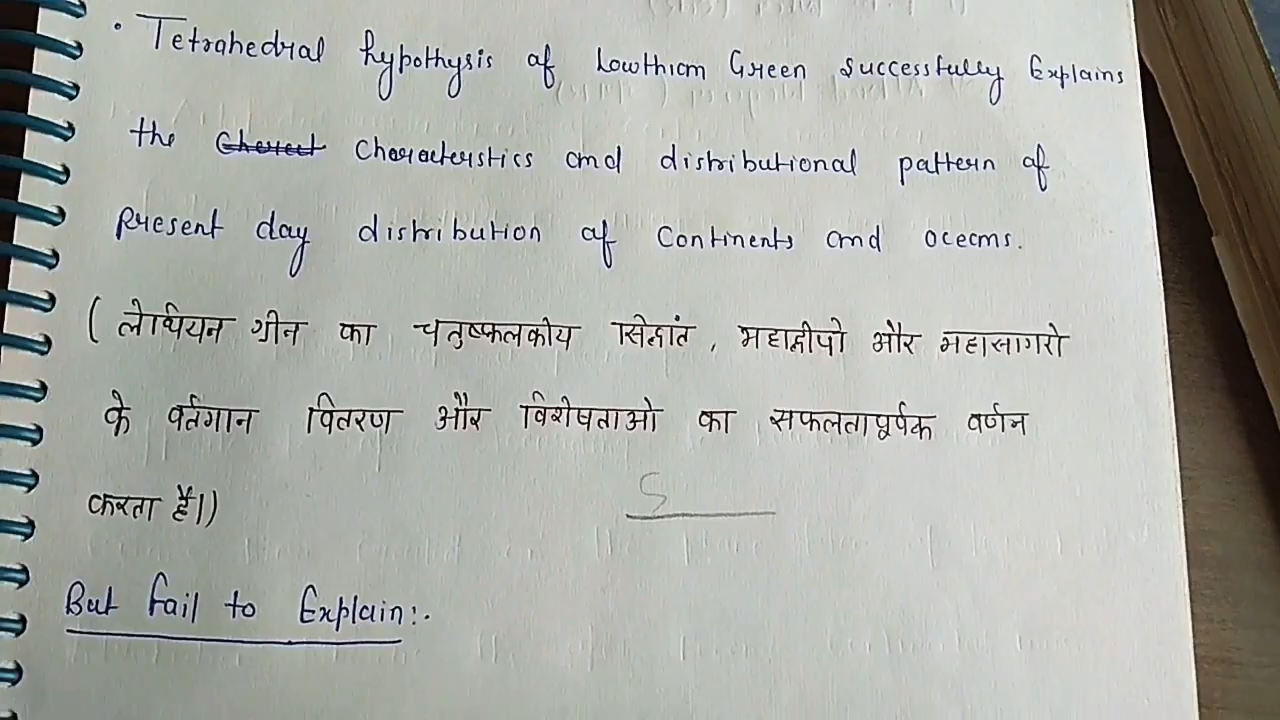 • Tetrahedral hypothysis of Lowthian Green successfully Explains
the Cherect Characteristics and distributional pattern of
present day distribution of Continents and oceans.
( लोथियन ग्रीन का चतुष्फलकीय सिद्धांत, महाद्वीपो और महासागरो
के वर्तमान वितरण और विशेषताओ का सफलतापूर्वक वर्णन
करता है।)
S
But fail to Explain:.